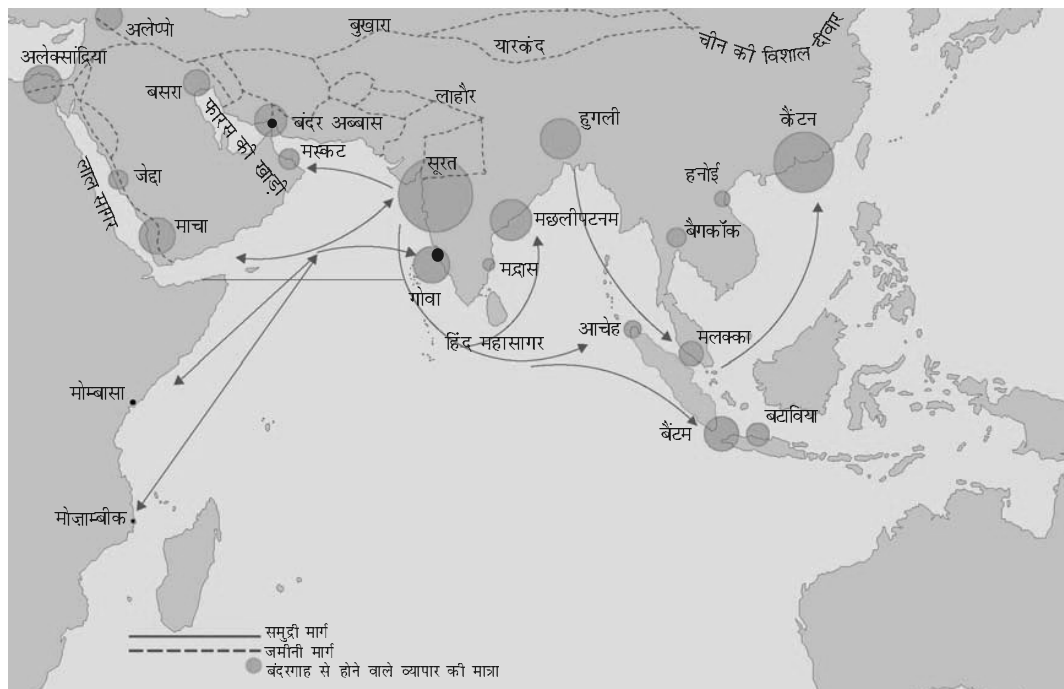 अलेप्पो
बुखारा
यारकंद
चीन की विशाल दीवार
अलेक्सांद्रिया
बसरा
लाहौर
बंदर अब्बास
हुगली
कैंटन
फारस की खाड़ी
मस्कट
सूरत
लाल सागर
जेद्दा
हनोई
माचा
मछलीपटनम
बैगकॉक
मद्रास
गोवा
आचेह
हिंद महासागर
मलक्का
मोम्बासा
बटाविया
बैंटम
मोज़ाम्बीक
समुद्री मार्ग
जमीनी मार्ग
बंदरगाह से होने वाले व्यापार की मात्रा